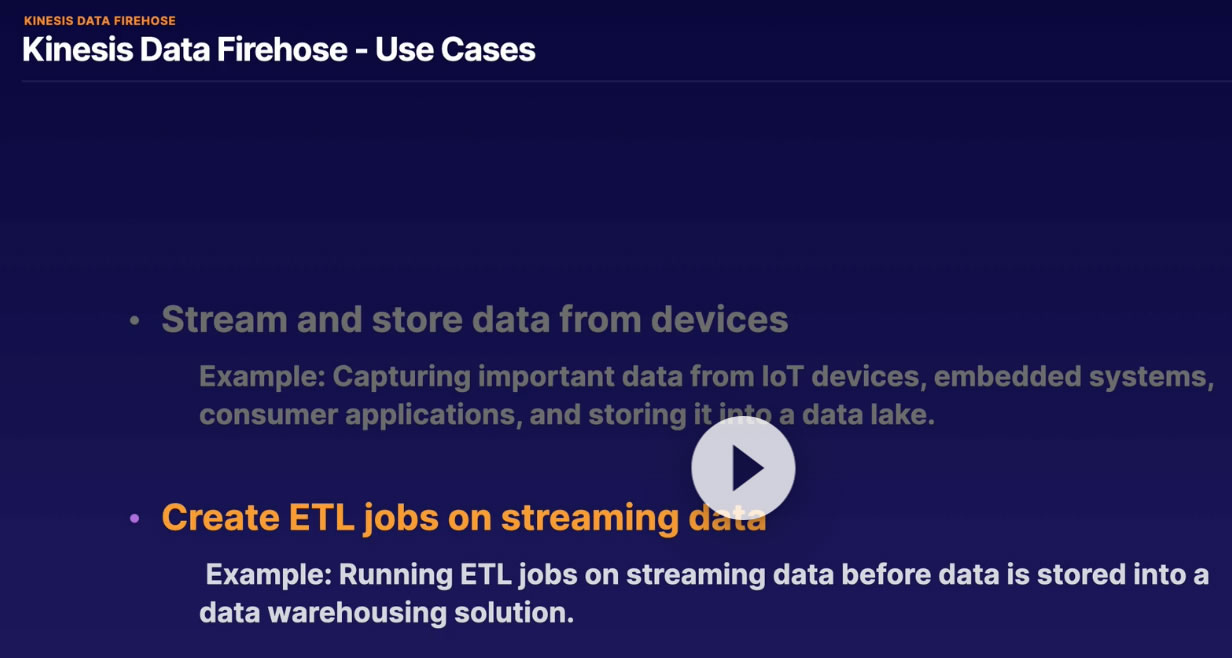 KINESIS DATA FIREHOSE
Kinesis Data Firehose - Use Cases
• Stream and store data from devices
Example: Capturing important data from IoT devices, embedded systems,
consumer applications, and storing it into a data lake.
• Create ETL jobs on streaming data
Example: Running ETL jobs on streaming data before data is stored into a
data warehousing solution.